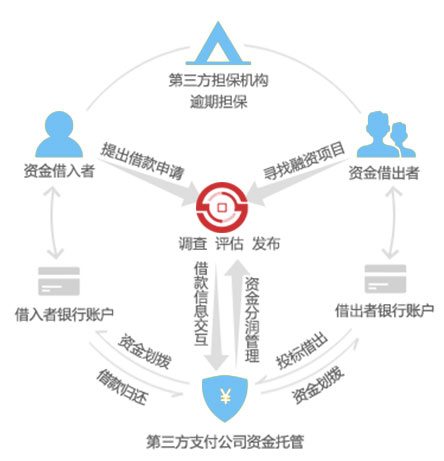 第三方担保机构
逾期担保
资金借入者
资金借出者
提出借款申请
寻找融资项目
调查 评估 发布
借款信息交互
资金分润管理
借入者银行账户
借出者银行账户
资金划拨
借款归还
投标借出
资金划拨
¥
第三方支付公司资金托管